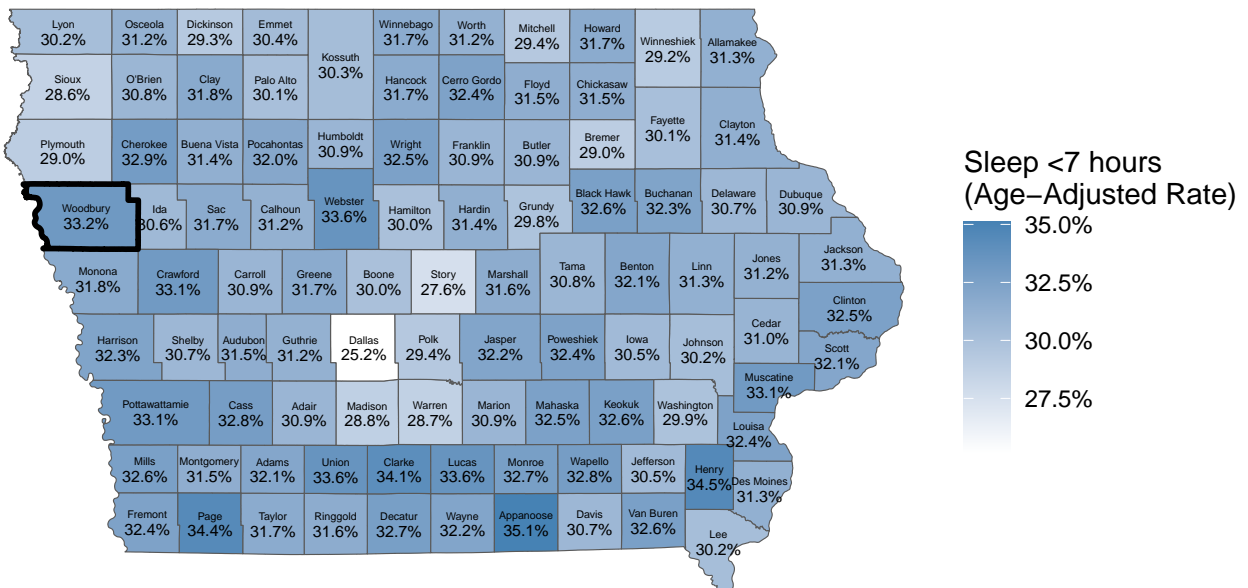 Lyon
30.2%
Osceola
31.2%
Dickinson
29.3%
Emmet
30.4%
Kossuth
30.3%
Winnebago
31.7%
Worth
31.2%
Mitchell
29.4%
Howard
31.7%
Winneshiek
29.2%
Allamakee
31.3%
Sioux
28.6%
O'Brien
30.8%
Clay
31.8%
Palo Alto
30.1%
Hancock
31.7%
Cerro Gordo
32.4%
Floyd
31.5%
Chickasaw
31.5%
Fayette
30.1%
Clayton
31.4%
Plymouth
29.0%
Cherokee
32.9%
Buena Vista
31.4%
Pocahontas
32.0%
Humboldt
30.9%
Wright
32.5%
Franklin
30.9%
Butler
30.9%
Bremer
29.0%
Woodbury
33.2%
Ida
30.6%
Sac
31.7%
Calhoun
31.2%
Webster
33.6%
Hamilton
30.0%
Hardin
31.4%
Grundy
29.8%
Black Hawk
32.6%
Buchanan
32.3%
Delaware
30.7%
Dubuque
30.9%
Monona
31.8%
Crawford
33.1%
Carroll
30.9%
Greene
31.7%
Boone
30.0%
Story
27.6%
Marshall
31.6%
Tama
30.8%
Benton
32.1%
Linn
31.3%
Jones
31.2%
Jackson
31.3%
Clinton
32.5%
Harrison
32.3%
Shelby
30.7%
Audubon
31.5%
Guthrie
31.2%
Dallas
25.2%
Polk
29.4%
Jasper
32.2%
Poweshiek
32.4%
Iowa
30.5%
Johnson
30.2%
Cedar
31.0%
Scott
32.1%
Muscatine
33.1%
Pottawattamie
33.1%
Cass
32.8%
Adair
30.9%
Madison
28.8%
Warren
28.7%
Marion
30.9%
Mahaska
32.5%
Keokuk
32.6%
Washington
29.9%
Louisa
32.4%
Mills
32.6%
Montgomery
31.5%
Adams
32.1%
Union
33.6%
Clarke
34.1%
Lucas
33.6%
Monroe
32.7%
Wapello
32.8%
Jefferson
30.5%
Henry
34.5%
Des Moines
31.3%
Fremont
32.4%
Page
34.4%
Taylor
31.7%
Ringgold
31.6%
Decatur
32.7%
Wayne
32.2%
Appanoose
35.1%
Davis
30.7%
Van Buren
32.6%
Lee
30.2%
Sleep <7 hours
(Age−Adjusted Rate)
35.0%
32.5%
30.0%
27.5%